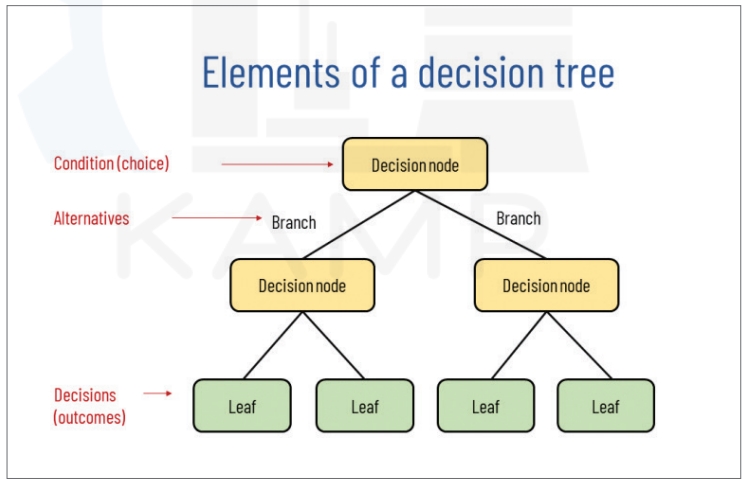 Elements of a decision tree
Condition (choice)
Decision node
Alternatives
Branch
Branch
Decision node
Decision node
Decisions
(outcomes)
Leaf
Leaf
Leaf
Leaf
KAMP